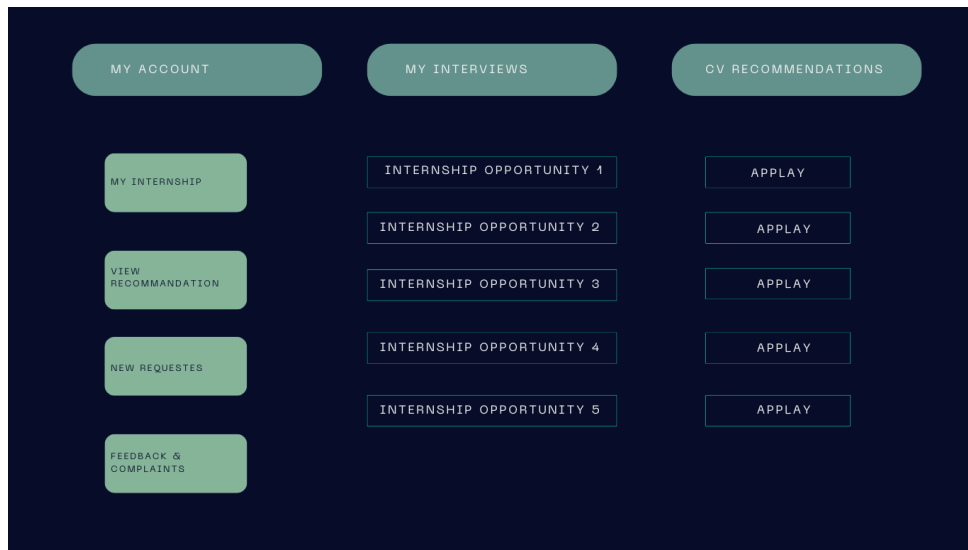 MY ACCOUNT
MY INTERVIEWS
CV RECOMMENDATIONS
MY INTERNSHIP
VIEW
RECOMMANDATION
NEW REQUESTES
FEEDBACK &
COMPLAINTS
INTERNSHIP OPPORTUNITY 1
APPLAY
INTERNSHIP OPPORTUNITY 2
APPLAY
INTERNSHIP OPPORTUNITY 3
APPLAY
INTERNSHIP OPPORTUNITY 4
APPLAY
INTERNSHIP OPPORTUNITY 5
APPLAY